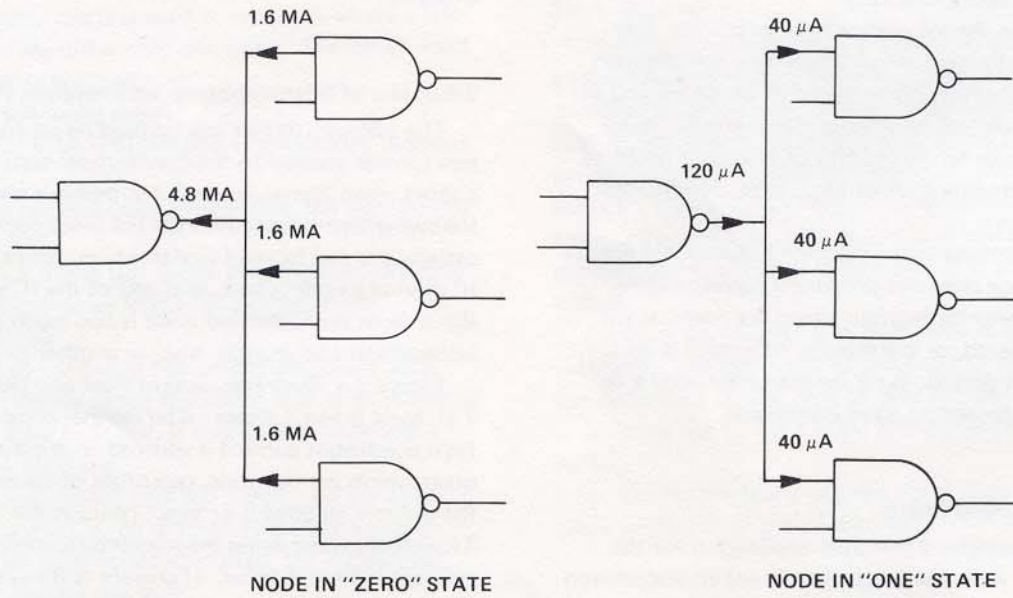 1.6 MA
4.8 MA
1.6 MA
1.6 MA
NODE IN "ZERO" STATE
40 μA
120 μA
40 μA
40 μA
NODE IN "ONE" STATE